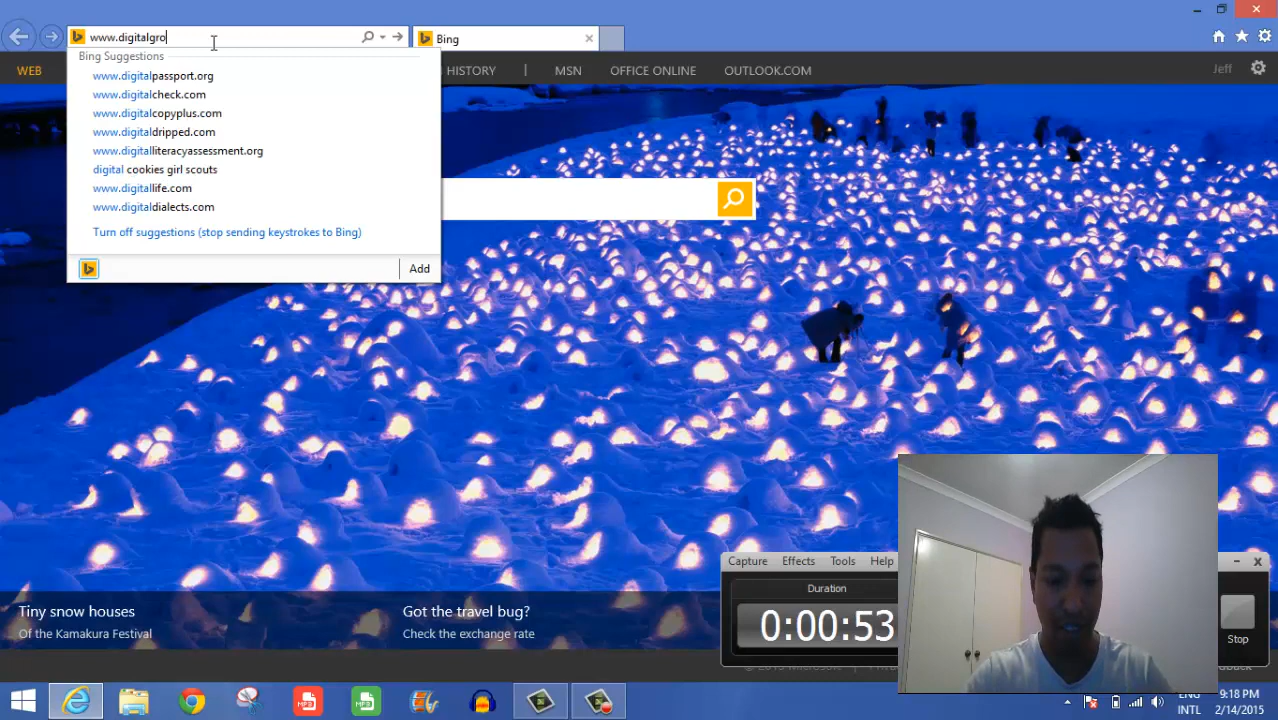 www.digitalgro
Bing
Bing Suggestions
www.digitalpassport.org
www.digitalcheck.com
www.digitalcopyplus.com
www.digitaldripped.com
www.digitalliteracyassessment.org
digital cookies girl scouts
www.digitallife.com
www.digitaldialects.com
Turn off suggestions (stop sending keystrokes to Bing)
Add
WEB
HISTORY | MSN OFFICE ONLINE OUTLOOK.COM
Jeff
Tiny snow houses
Of the Kamakura Festival
Got the travel bug?
Check the exchange rate
Capture Effects Tools Help
Duration
0:00:53
Stop
MP3
MP3
ENG
INTL
9:18 PM
2/14/2015